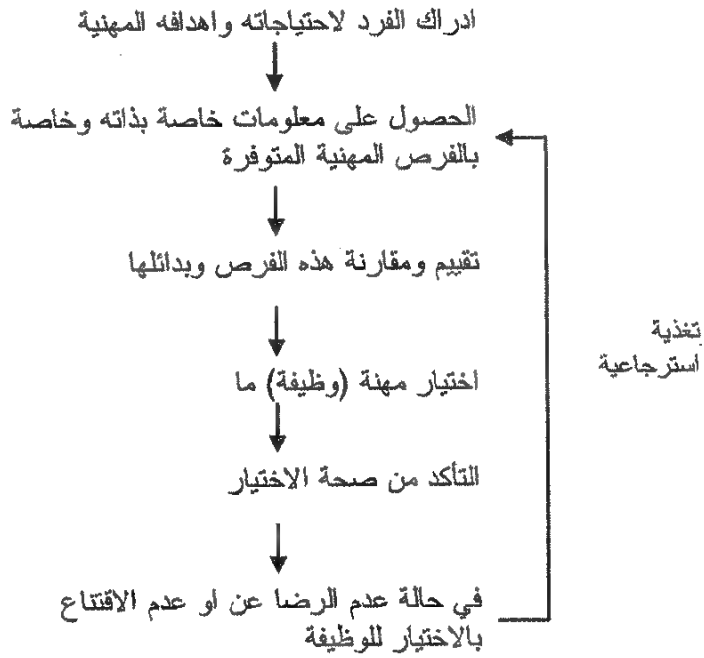 ادراك الفرد لاحتياجاته واهدافه المهنية
الحصول على معلومات خاصة بذاته وخاصة
بالفرص المهنية المتوفرة
تقييم ومقارنة هذه الفرص وبدائلها
تغذية
استرجاعية
اختيار مهنة (وظيفة) ما
التأكد من صحة الاختيار
في حالة عدم الرضا عن او عدم الاقتناع
بالاختيار للوظيفة